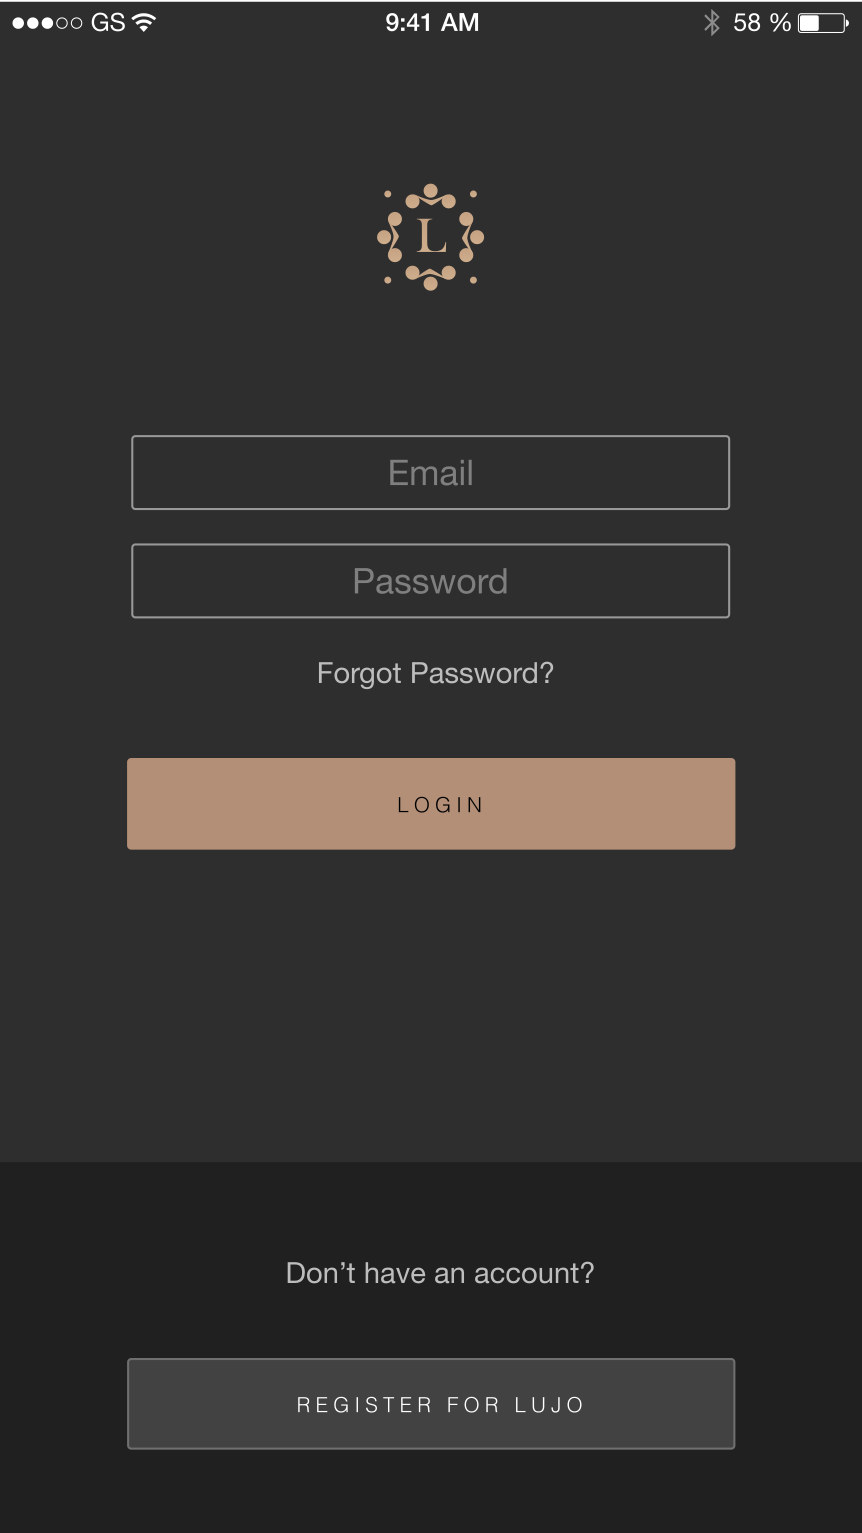 GS 9:41 AM 58 %
L
Email
Password
Forgot Password?
LOGIN
Don’t have an account?
REGISTER FOR LUJO